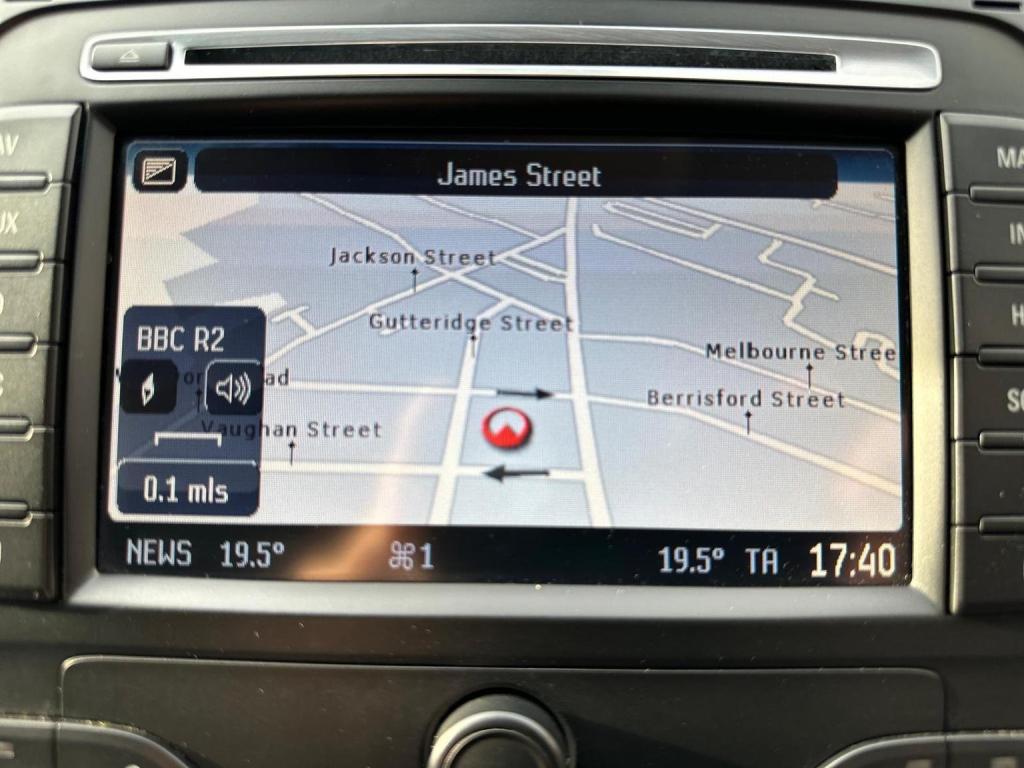 James Street
Jackson Street
Gutteridge Street
BBC R2
Melbourne Stree
Berrisford Street
Vaughan Street
0.1 mls
NEWS 19.5° ⌘1 19.5° TA 17:40